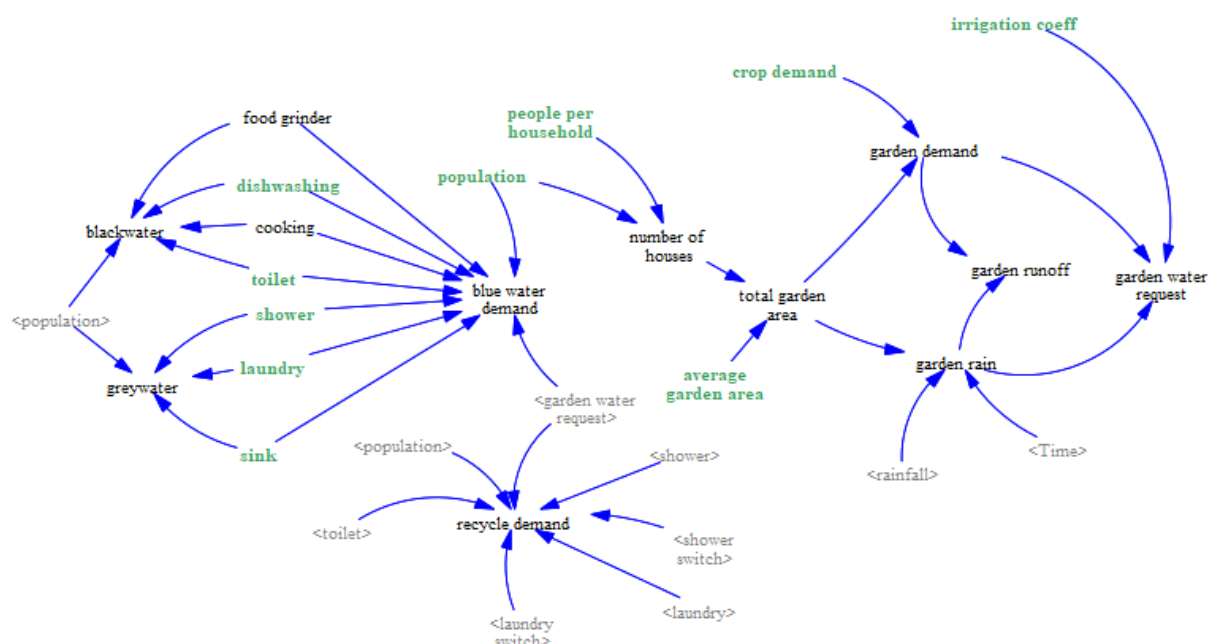 irrigation coeff
crop demand
people per
household
food grinder
garden demand
population
dishwashing
blackwater
cooking
number of
houses
garden runoff
garden water
request
toilet
blue water
demand
total garden
area
shower
<population>
garden rain
laundry
greywater
average
garden area
<garden water
request>
sink
<population>
<shower>
<Time>
<rainfall>
recycle demand
<toilet>
<shower
switch>
<laundry>
<laundry
switch>